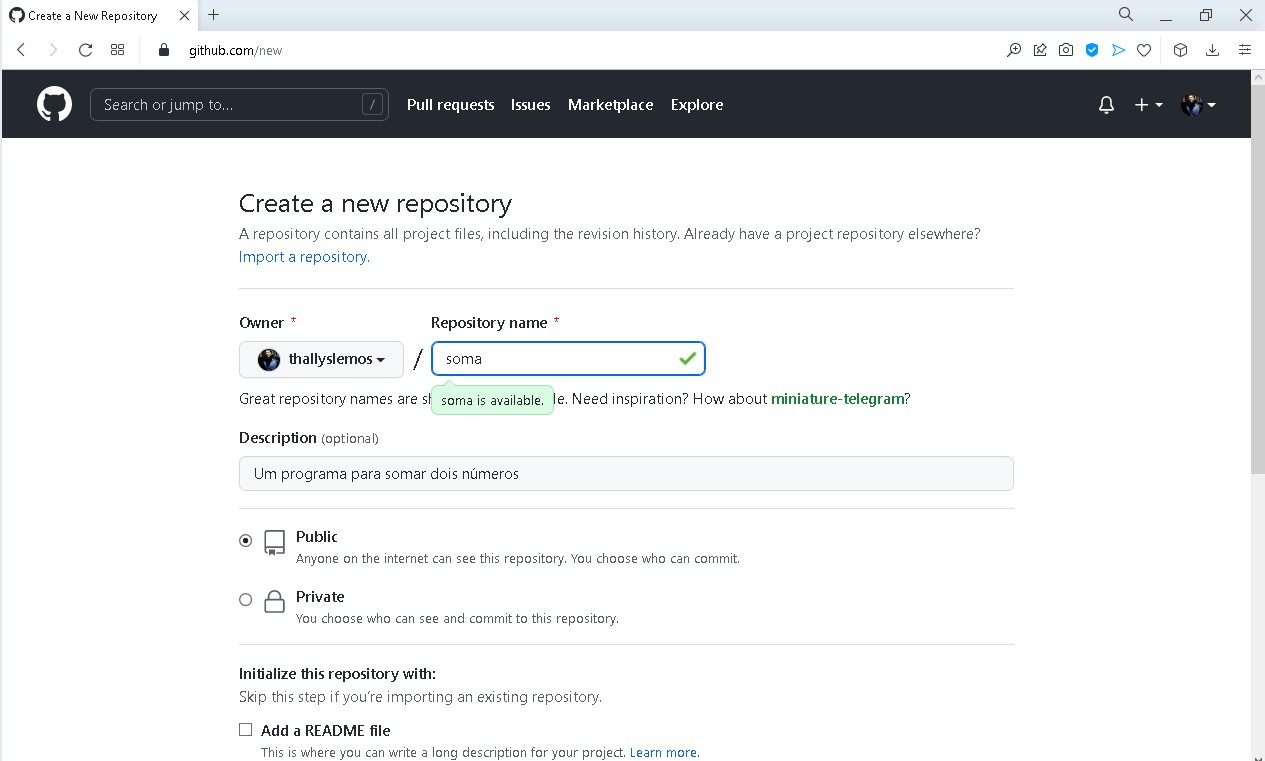 Create a New Repository
github.com/new
Search or jump to... /
Pull requests Issues Marketplace Explore
Create a new repository
A repository contains all project files, including the revision history. Already have a project repository elsewhere?
Import a repository.
Owner * Repository name *
thallyslemos / soma
soma is available.
Great repository names are sh le. Need inspiration? How about miniature-telegram?
Description (optional)
Um programa para somar dois números
Public
Anyone on the internet can see this repository. You choose who can commit.
Private
You choose who can see and commit to this repository.
Initialize this repository with:
Skip this step if you're importing an existing repository.
Add a README file
This is where you can write a long description for your project. Learn more.